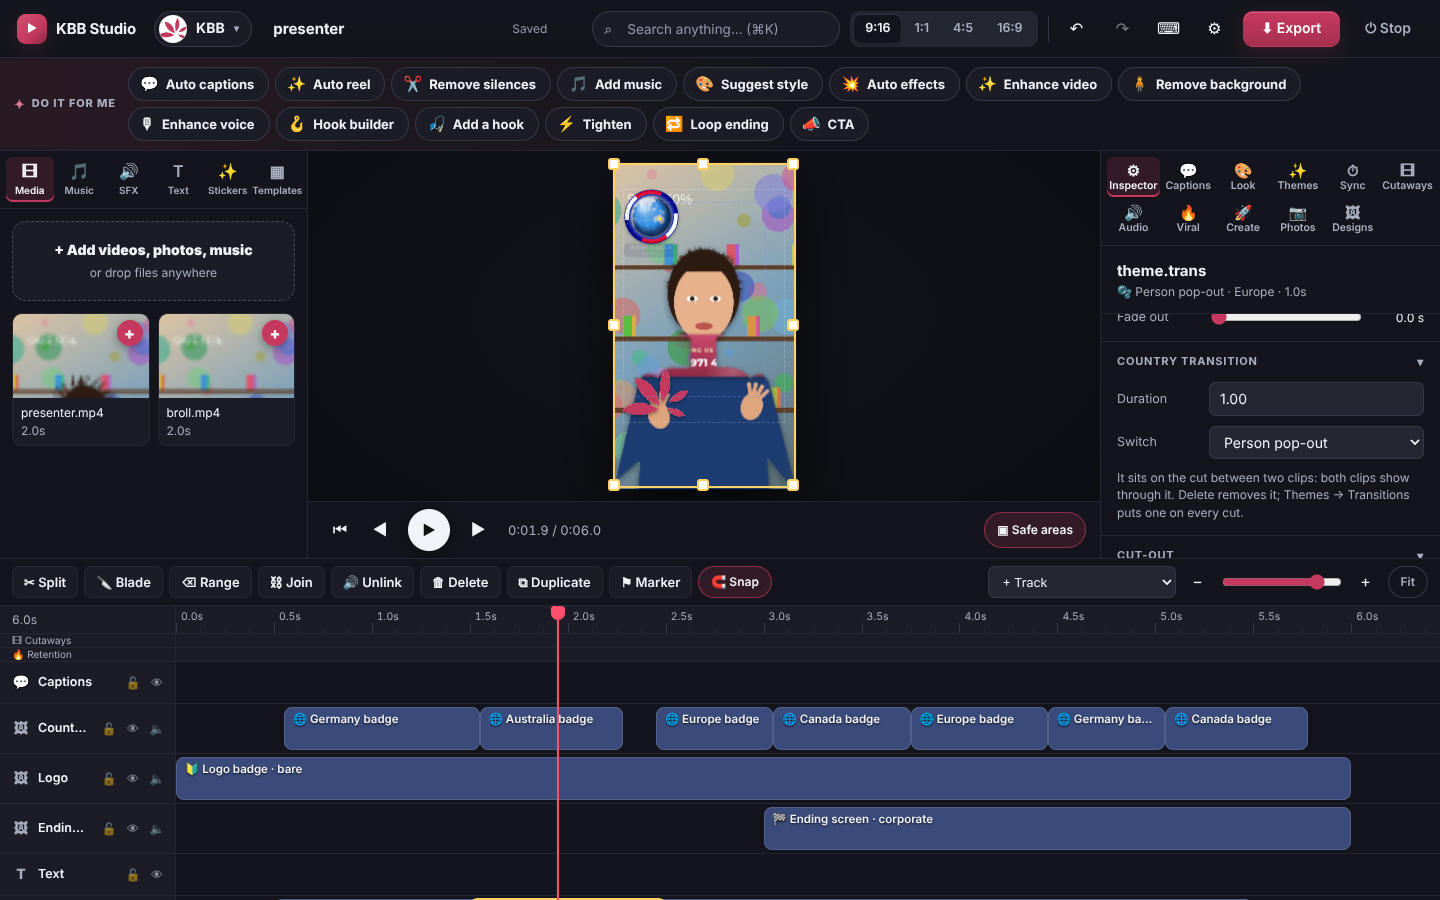 KBB Studio
KBB
presenter
Saved
Search anything... (⌘K)
9:16
1:1
4:5
16:9
Export
Stop
DO IT FOR ME
Auto captions
Auto reel
Remove silences
Add music
Suggest style
Auto effects
Enhance video
Remove background
Enhance voice
Hook builder
Add a hook
Tighten
Loop ending
CTA
Media
Music
SFX
Text
Stickers
Templates
+ Add videos, photos, music
or drop files anywhere
presenter.mp4
2.0s
broll.mp4
2.0s
0%
NG US
971 4
0:01.9 / 0:06.0
Safe areas
Inspector
Captions
Look
Themes
Sync
Cutaways
Audio
Viral
Create
Photos
Designs
theme.trans
Person pop-out · Europe · 1.0s
Fade out
0.0 s
COUNTRY TRANSITION
Duration
1.00
Switch
Person pop-out
It sits on the cut between two clips: both clips show
through it. Delete removes it; Themes → Transitions
puts one on every cut.
CUT-OUT
Split
Blade
Range
Join
Unlink
Delete
Duplicate
Marker
Snap
+ Track
−
+
Fit
6.0s
0.0s
0.5s
1.0s
1.5s
2.0s
2.5s
3.0s
3.5s
4.0s
4.5s
5.0s
5.5s
6.0s
Cutaways
Retention
Captions
Count...
Germany badge
Australia badge
Europe badge
Canada badge
Europe badge
Germany ba...
Canada badge
Logo
Logo badge · bare
Endin...
Ending screen · corporate
T Text